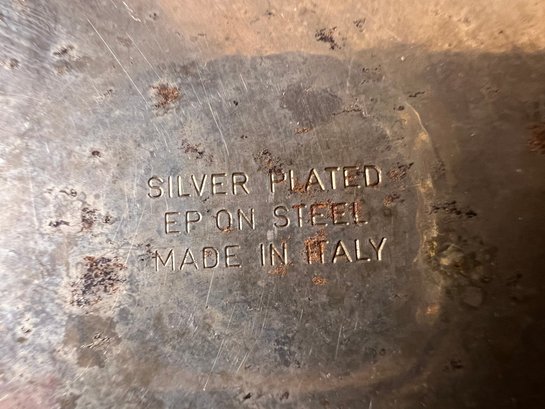 SILVER PLATED
EP ON STEEL
MADE IN ITALY